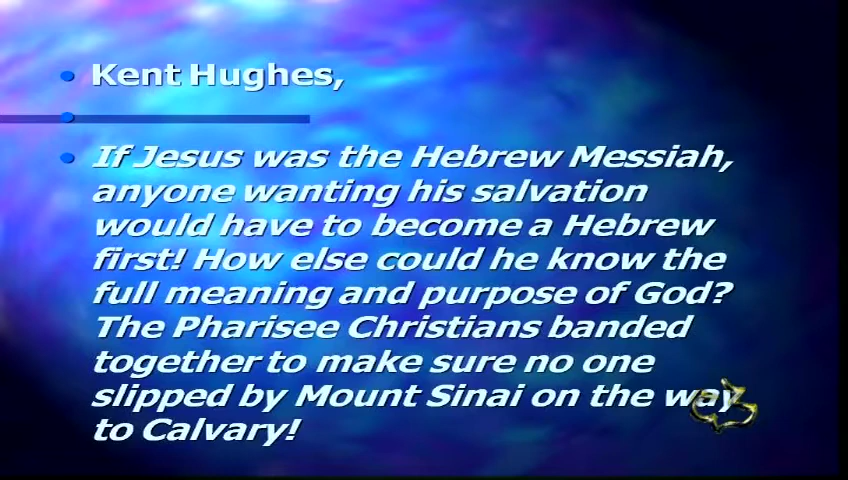 Kent Hughes,
If Jesus was the Hebrew Messiah,
anyone wanting his salvation
would have to become a Hebrew
first! How else could he know the
full meaning and purpose of God?
The Pharisee Christians banded
together to make sure no one
slipped by Mount Sinai on the way
to Calvary!